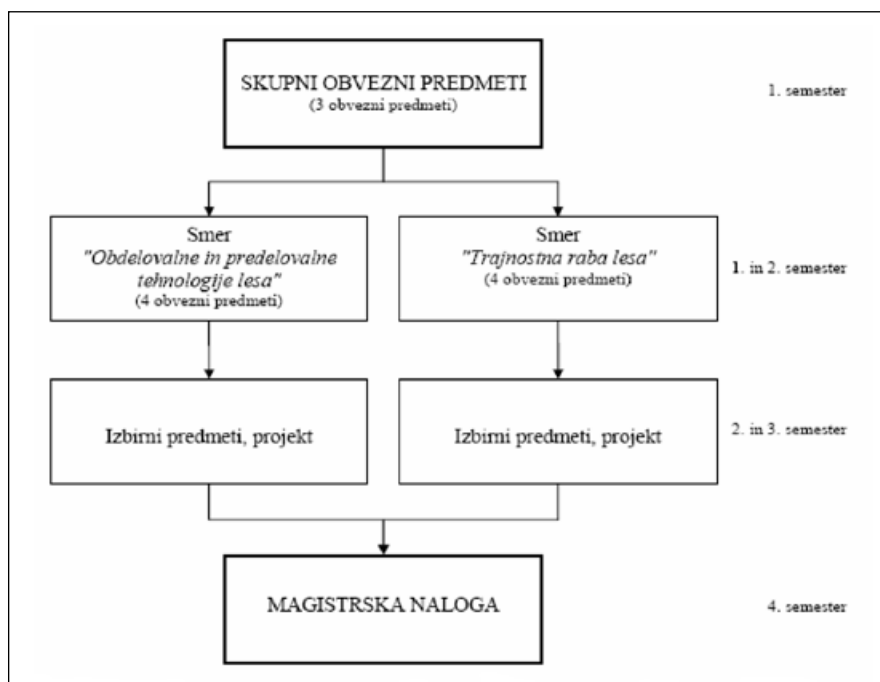 SKUPNI OBVEZNI PREDMETI
(3 obvezni predmeti)
1. semester
Smer
"Obdelovalne in predelovalne
tehnologije lesa"
(4 obvezni predmeti)
Smer
"Trajnostna raba lesa"
(4 obvezni predmeti)
1. in 2. semester
Izbirni predmeti, projekt
Izbirni predmeti, projekt
2. in 3. semester
MAGISTRSKA NALOGA
4. semester